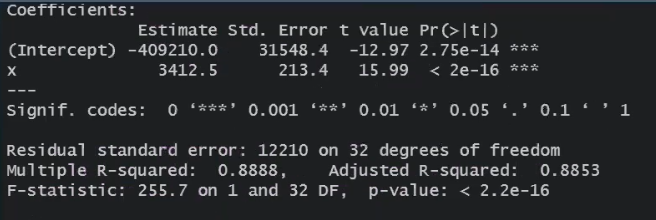 Coefficients:
              Estimate Std. Error t value Pr(>|t|)
(Intercept) -409210.0    31548.4  -12.97 2.75e-14 ***
x              3412.5      213.4   15.99  < 2e-16 ***
---
Signif. codes:  0 ‘***’ 0.001 ‘**’ 0.01 ‘*’ 0.05 ‘.’ 0.1 ‘ ’ 1
Residual standard error: 12210 on 32 degrees of freedom
Multiple R-squared:  0.8888,    Adjusted R-squared:  0.8853
F-statistic: 255.7 on 1 and 32 DF,  p-value: < 2.2e-16